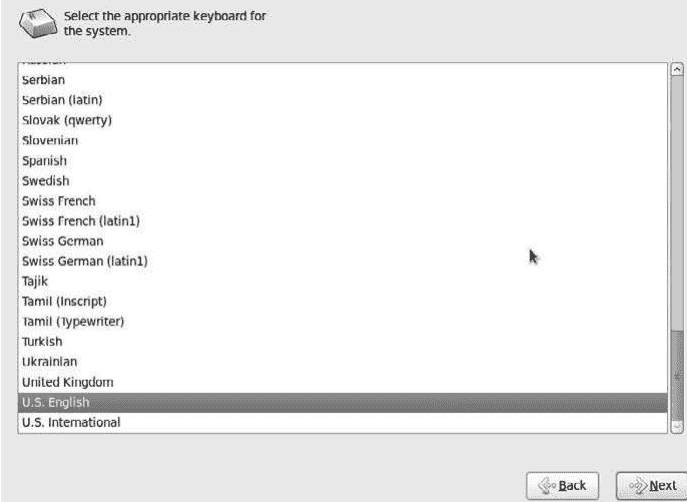 Select the appropriate keyboard for
the system.
Serbian
Serbian (latin)
Slovak (qwerty)
Slovenian
Spanish
Swedish
Swiss French
Swiss French (latin1)
Swiss German
Swiss German (latin1)
Tajik
Tamil (Inscript)
Tamil (Typewriter)
Turkish
Ukrainian
United Kingdom
U.S. English
U.S. International
Back
Next